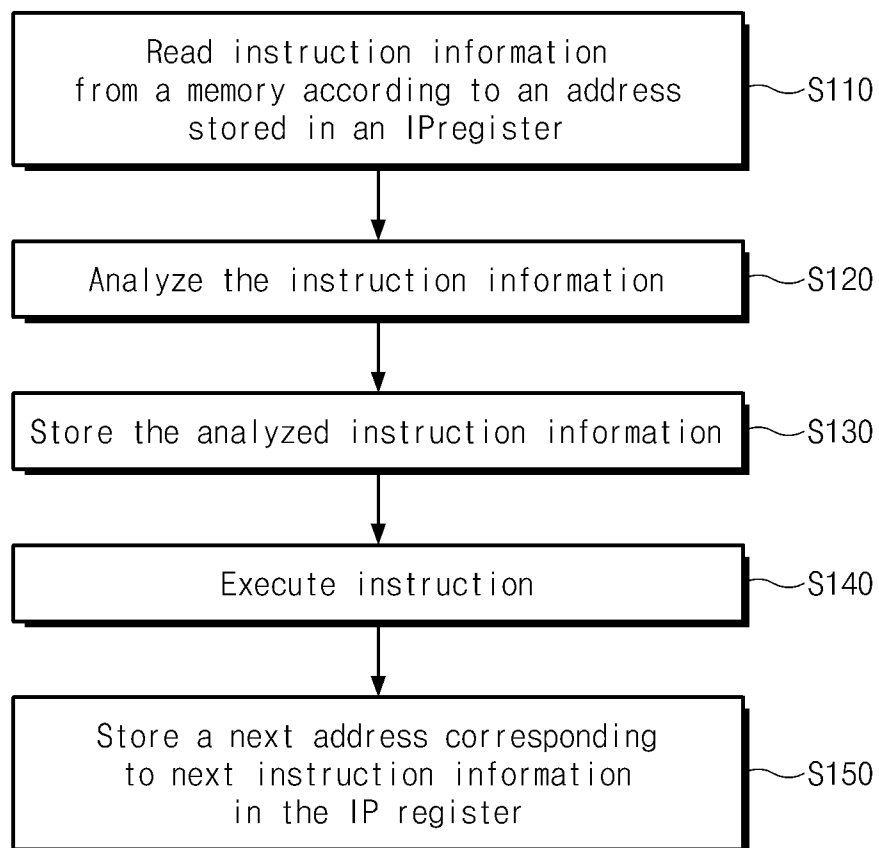 Read instruction information
from a memory according to an address
stored in an IPregister
S110
Analyze the instruction information
S120
Store the analyzed instruction information
S130
Execute instruction
S140
Store a next address corresponding
to next instruction information
in the IP register
S150